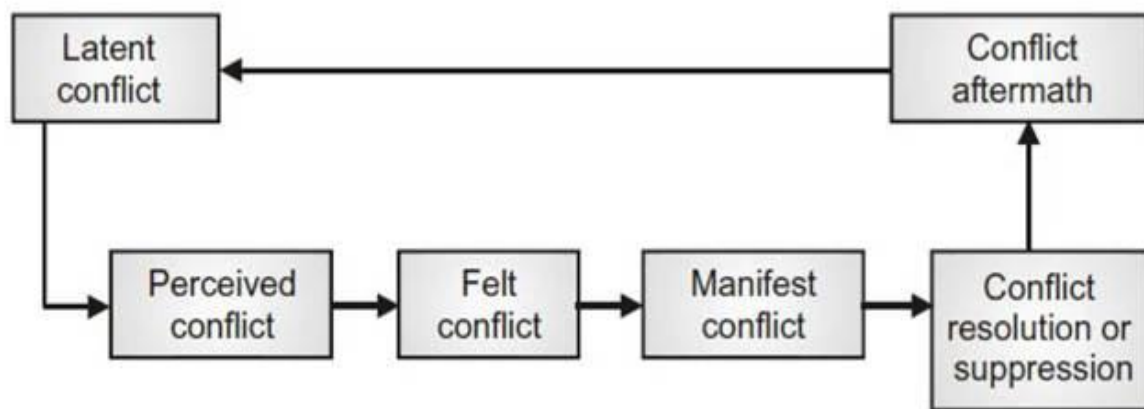 Latent
conflict
Conflict
aftermath
Perceived
conflict
Felt
conflict
Manifest
conflict
Conflict
resolution or
suppression